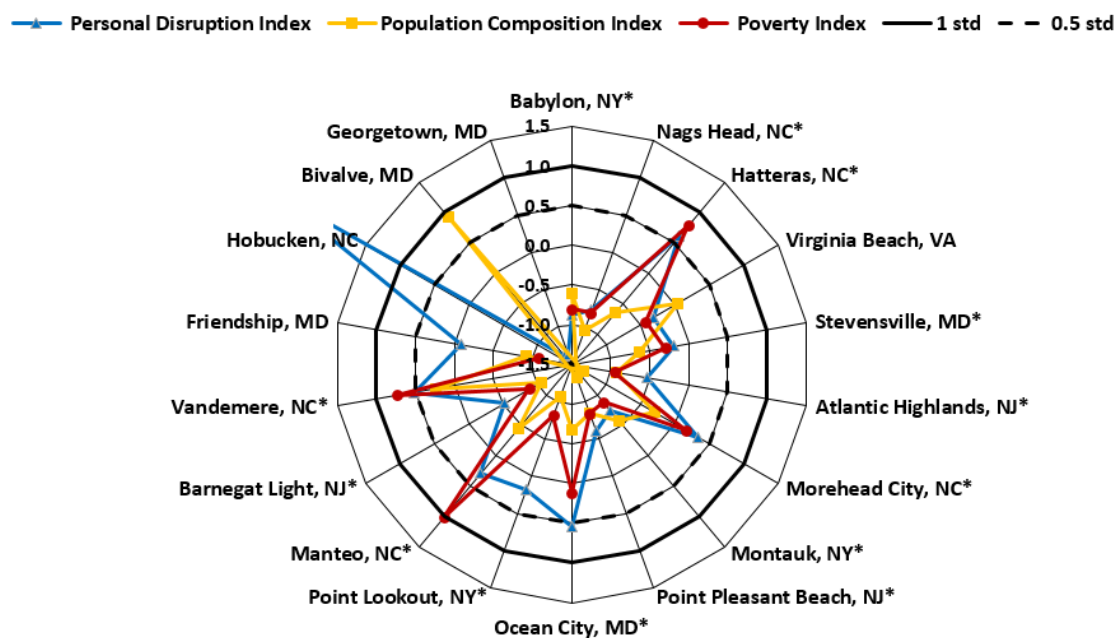 Personal Disruption Index Population Composition Index Poverty Index 1 std 0.5 std
Babylon, NY*
Georgetown, MD
1.5
Nags Head, NC*
Bivalve, MD
1.0
Hatteras, NC*
0.5
Hobucken, NC
0.0
Virginia Beach, VA
-0.5
Friendship, MD
-1.0
Stevensville, MD*
-1.5
Vandemere, NC*
Atlantic Highlands, NJ*
Barnegat Light, NJ*
Morehead City, NC*
Manteo, NC*
Montauk, NY*
Point Lookout, NY*
Point Pleasant Beach, NJ*
Ocean City, MD*